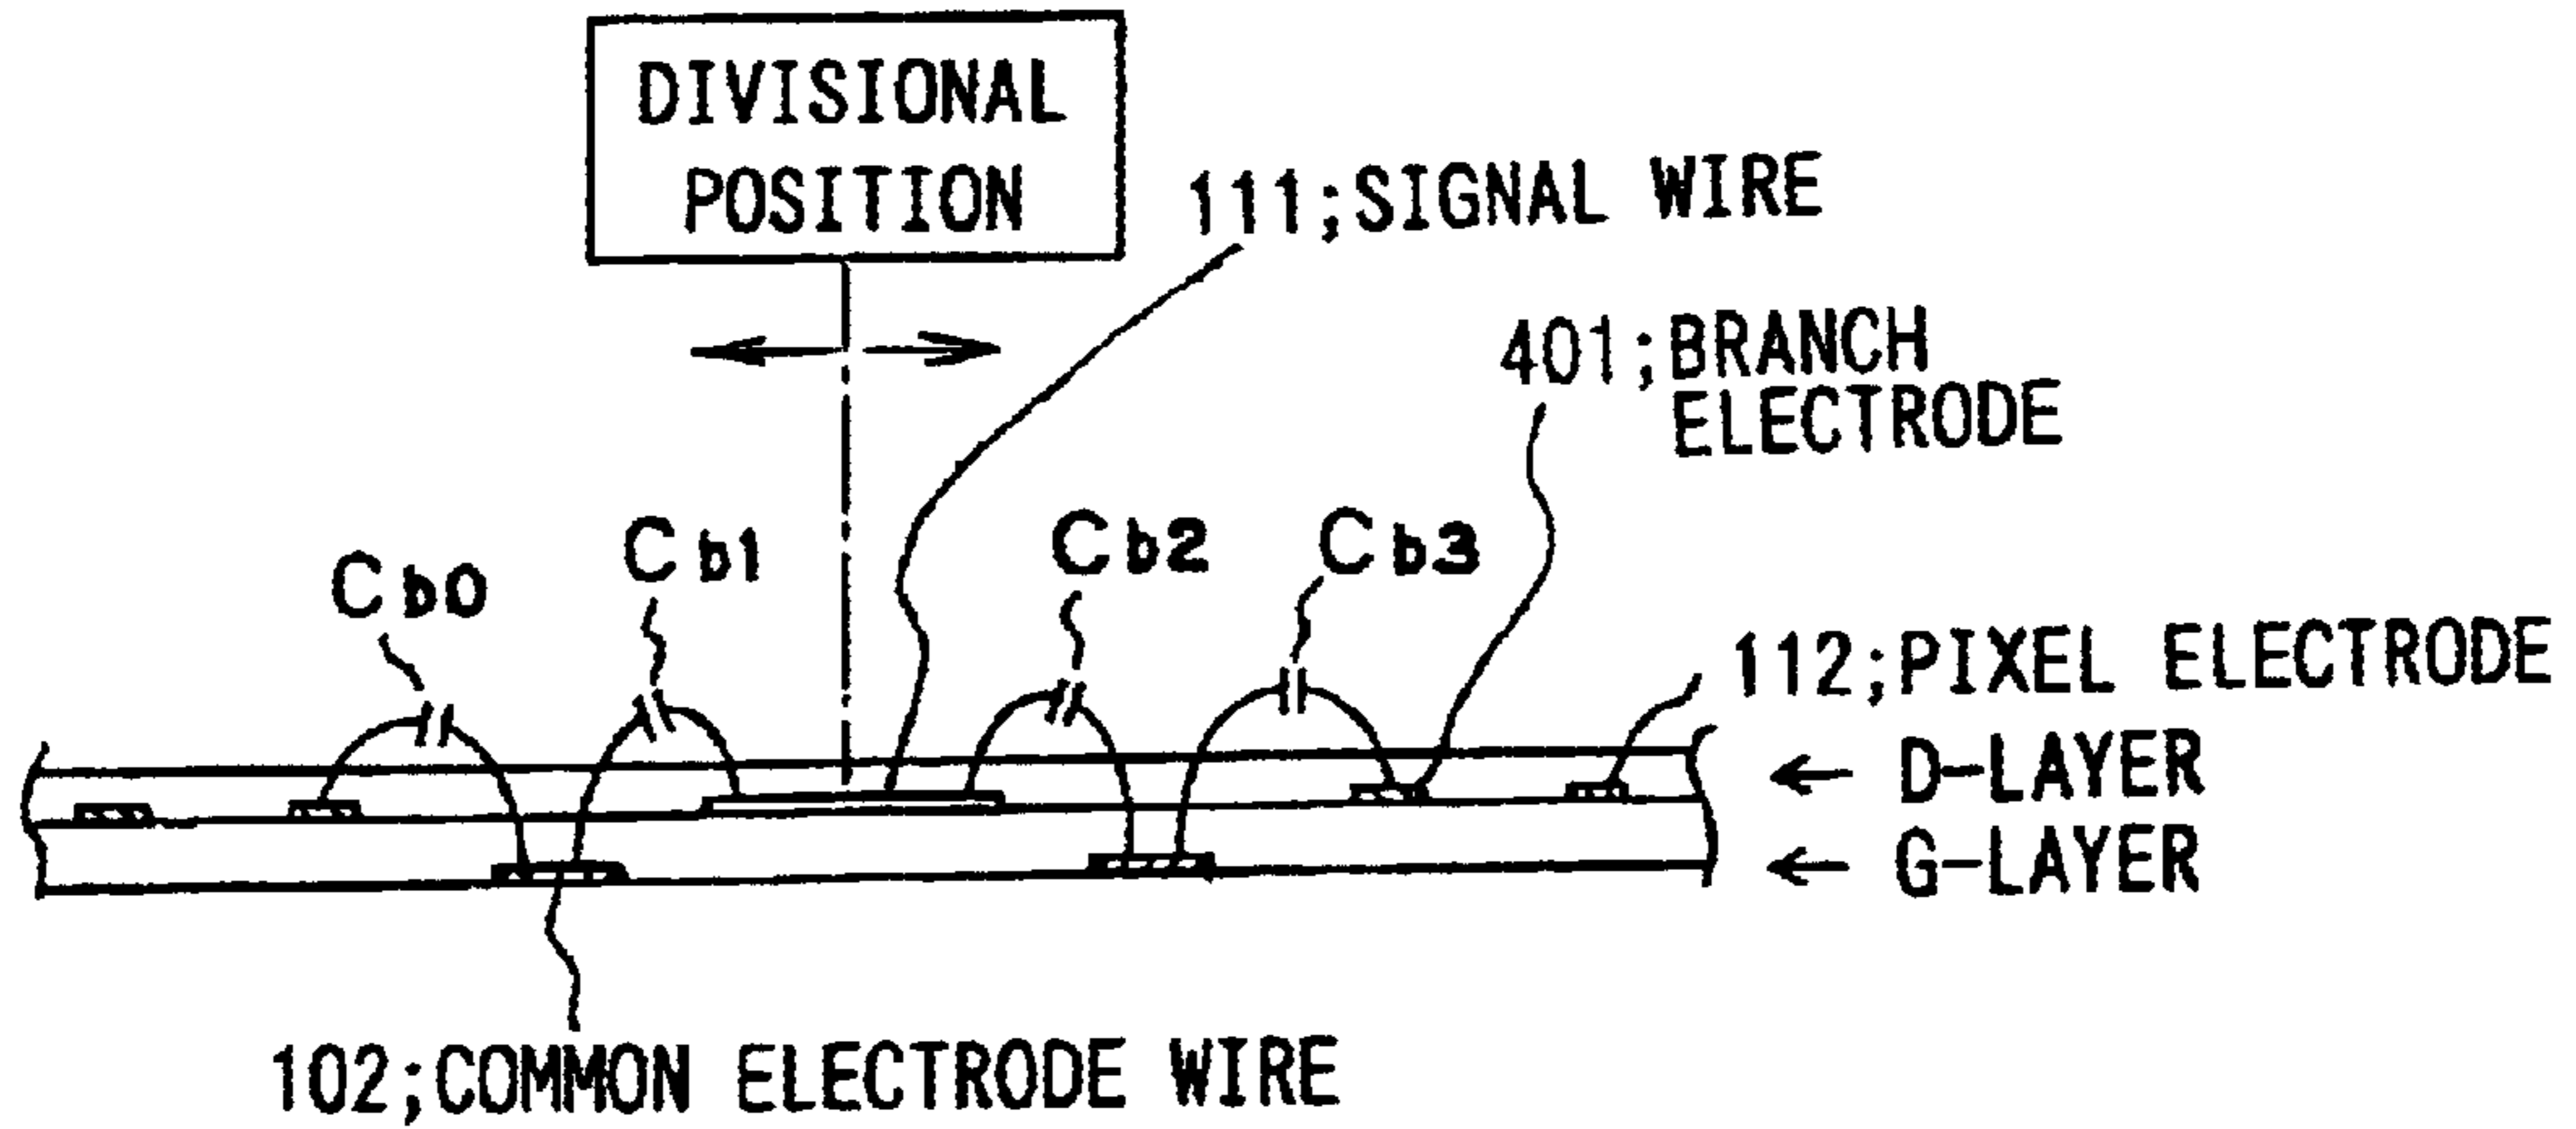 DIVISIONAL
POSITION
111;SIGNAL WIRE
401;BRANCH
ELECTRODE
Cb0
Cb1
Cb2
Cb3
112;PIXEL ELECTRODE
← D-LAYER
← G-LAYER
102;COMMON ELECTRODE WIRE